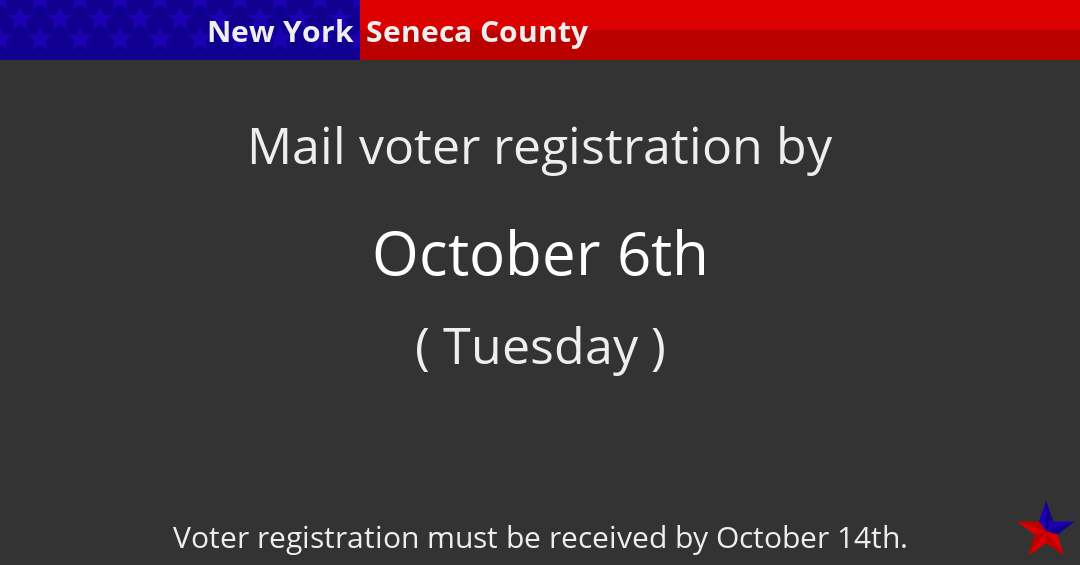 New York Seneca County
Mail voter registration by
October 6th
( Tuesday )
Voter registration must be received by October 14th.